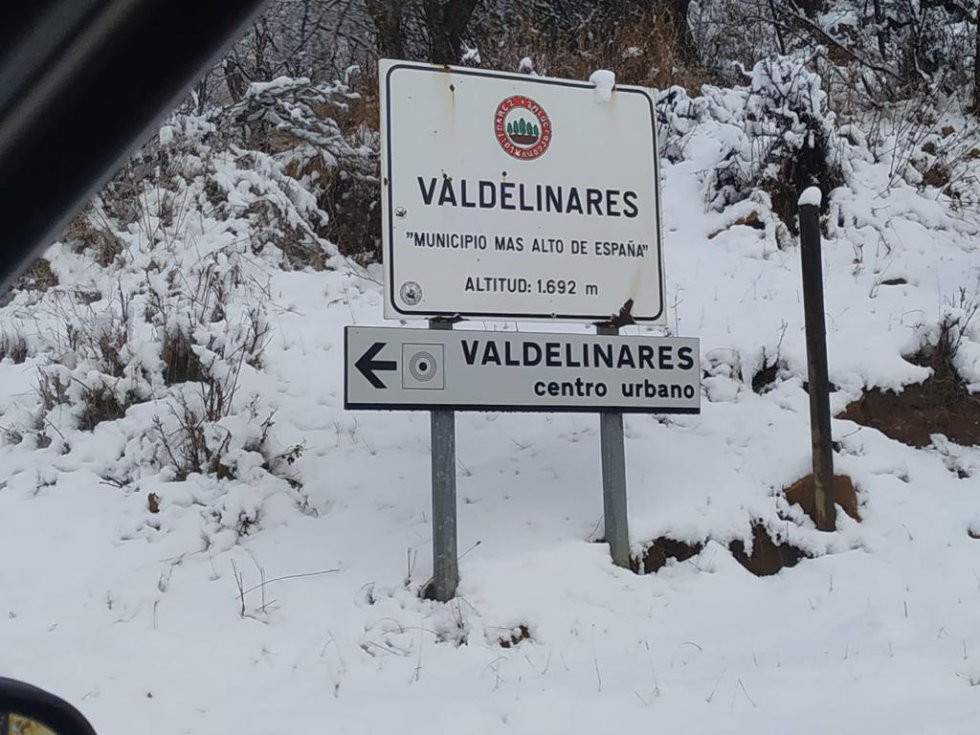 VALDELINARES
"MUNICIPIO MAS ALTO DE ESPAÑA"
ALTITUD: 1.692 m
VALDELINARES
centro urbano